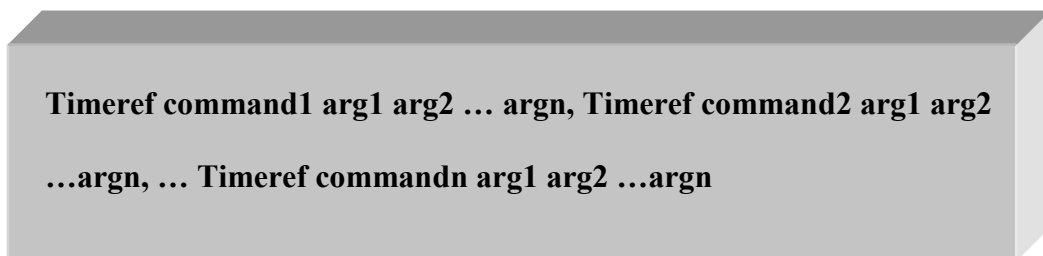 Timeref command1 arg1 arg2 … argn, Timeref command2 arg1 arg2
…argn, … Timeref commandn arg1 arg2 …argn